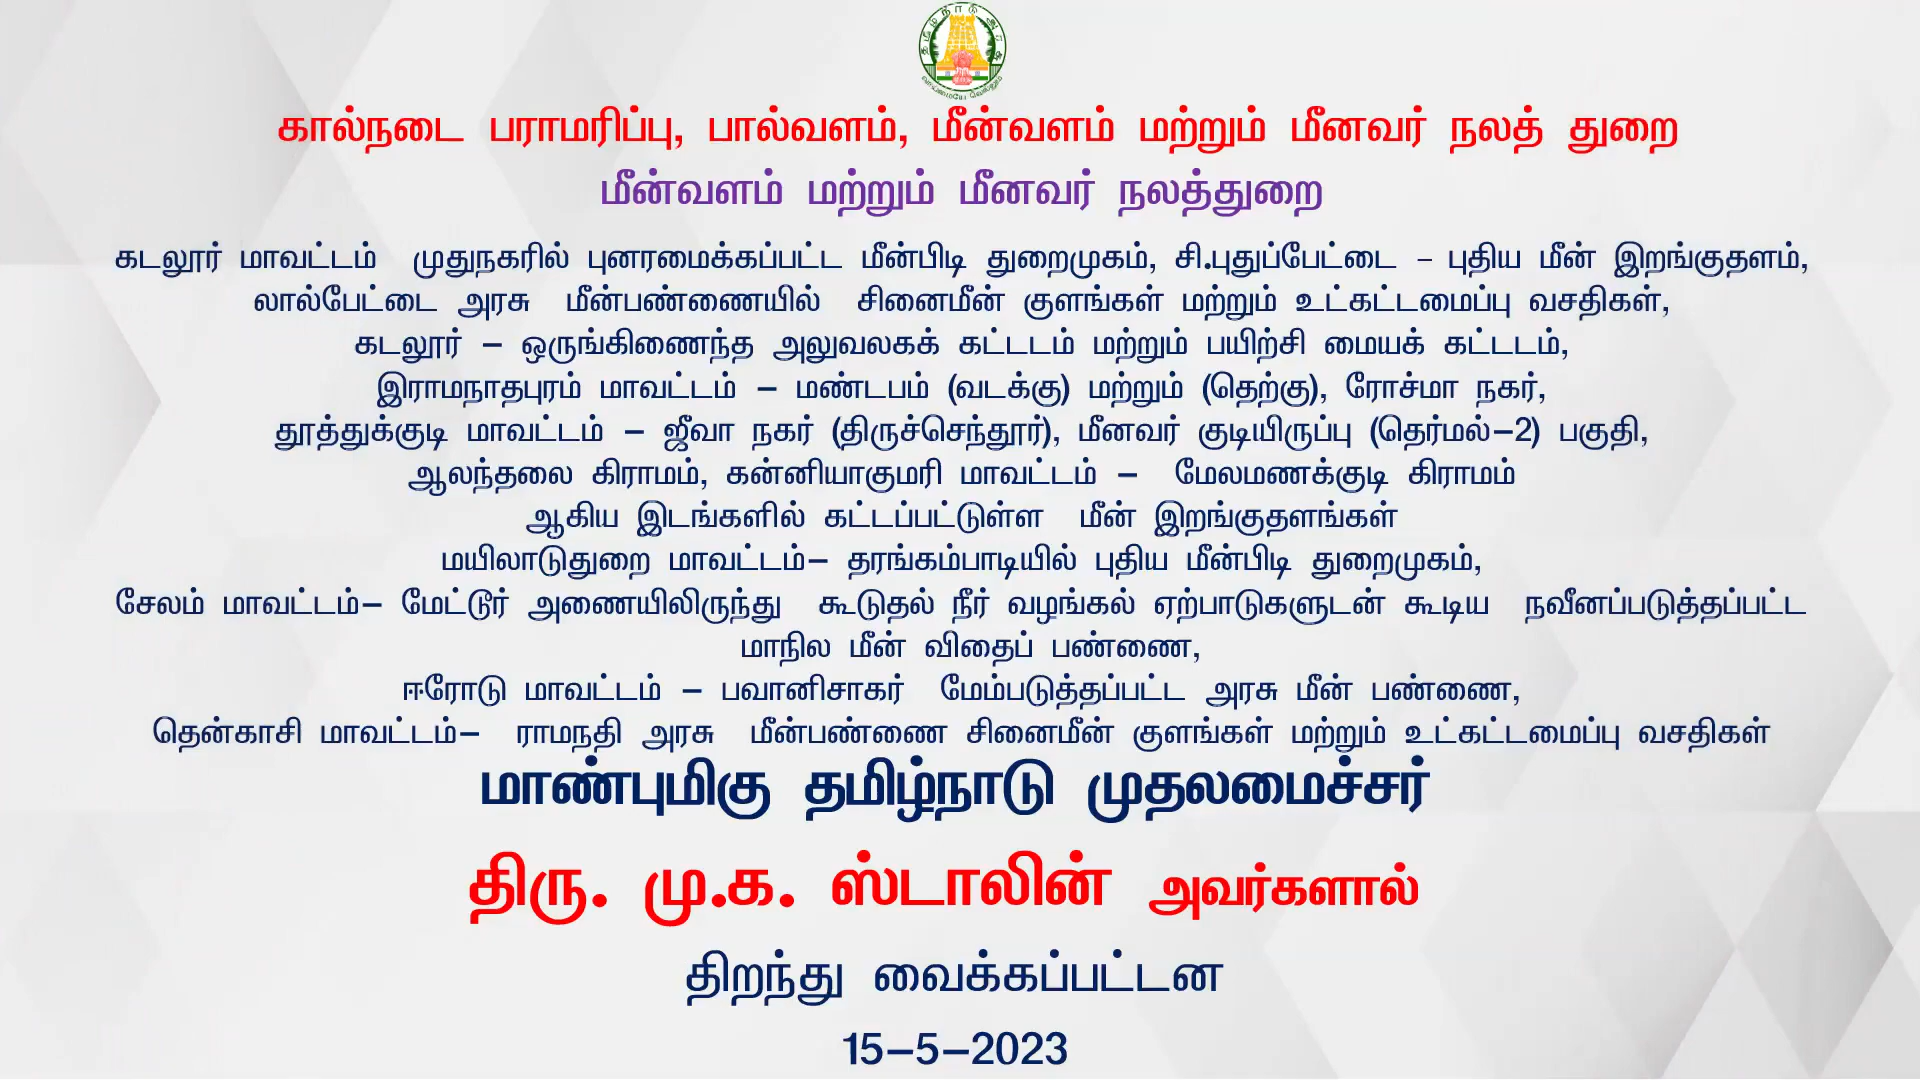 தமிழ்நாடு அரசு
வாய்மையே வெல்லும்
கால்நடை பராமரிப்பு, பால்வளம், மீன்வளம் மற்றும் மீனவர் நலத் துறை
மீன்வளம் மற்றும் மீனவர் நலத்துறை
கடலூர் மாவட்டம் முதுநகரில் புனரமைக்கப்பட்ட மீன்பிடி துறைமுகம், சி.புதுப்பேட்டை – புதிய மீன் இறங்குதளம்,
லால்பேட்டை அரசு மீன்பண்ணையில் சினைமீன் குளங்கள் மற்றும் உட்கட்டமைப்பு வசதிகள்,
கடலூர் – ஒருங்கிணைந்த அலுவலகக் கட்டடம் மற்றும் பயிற்சி மையக் கட்டடம்,
இராமநாதபுரம் மாவட்டம் – மண்டபம் (வடக்கு) மற்றும் (தெற்கு), ரோச்மா நகர்,
தூத்துக்குடி மாவட்டம் – ஜீவா நகர் (திருச்செந்தூர்), மீனவர் குடியிருப்பு (தெர்மல்–2) பகுதி,
ஆலந்தலை கிராமம், கன்னியாகுமரி மாவட்டம் – மேலமணக்குடி கிராமம்
ஆகிய இடங்களில் கட்டப்பட்டுள்ள மீன் இறங்குதளங்கள்
மயிலாடுதுறை மாவட்டம்– தரங்கம்பாடியில் புதிய மீன்பிடி துறைமுகம்,
சேலம் மாவட்டம்– மேட்டூர் அணையிலிருந்து கூடுதல் நீர் வழங்கல் ஏற்பாடுகளுடன் கூடிய நவீனப்படுத்தப்பட்ட
மாநில மீன் விதைப் பண்ணை,
ஈரோடு மாவட்டம் – பவானிசாகர் மேம்படுத்தப்பட்ட அரசு மீன் பண்ணை,
தென்காசி மாவட்டம்– ராமநதி அரசு மீன்பண்ணை சினைமீன் குளங்கள் மற்றும் உட்கட்டமைப்பு வசதிகள்
மாண்புமிகு தமிழ்நாடு முதலமைச்சர்
திரு. மு.க. ஸ்டாலின் அவர்களால்
திறந்து வைக்கப்பட்டன
15–5–2023